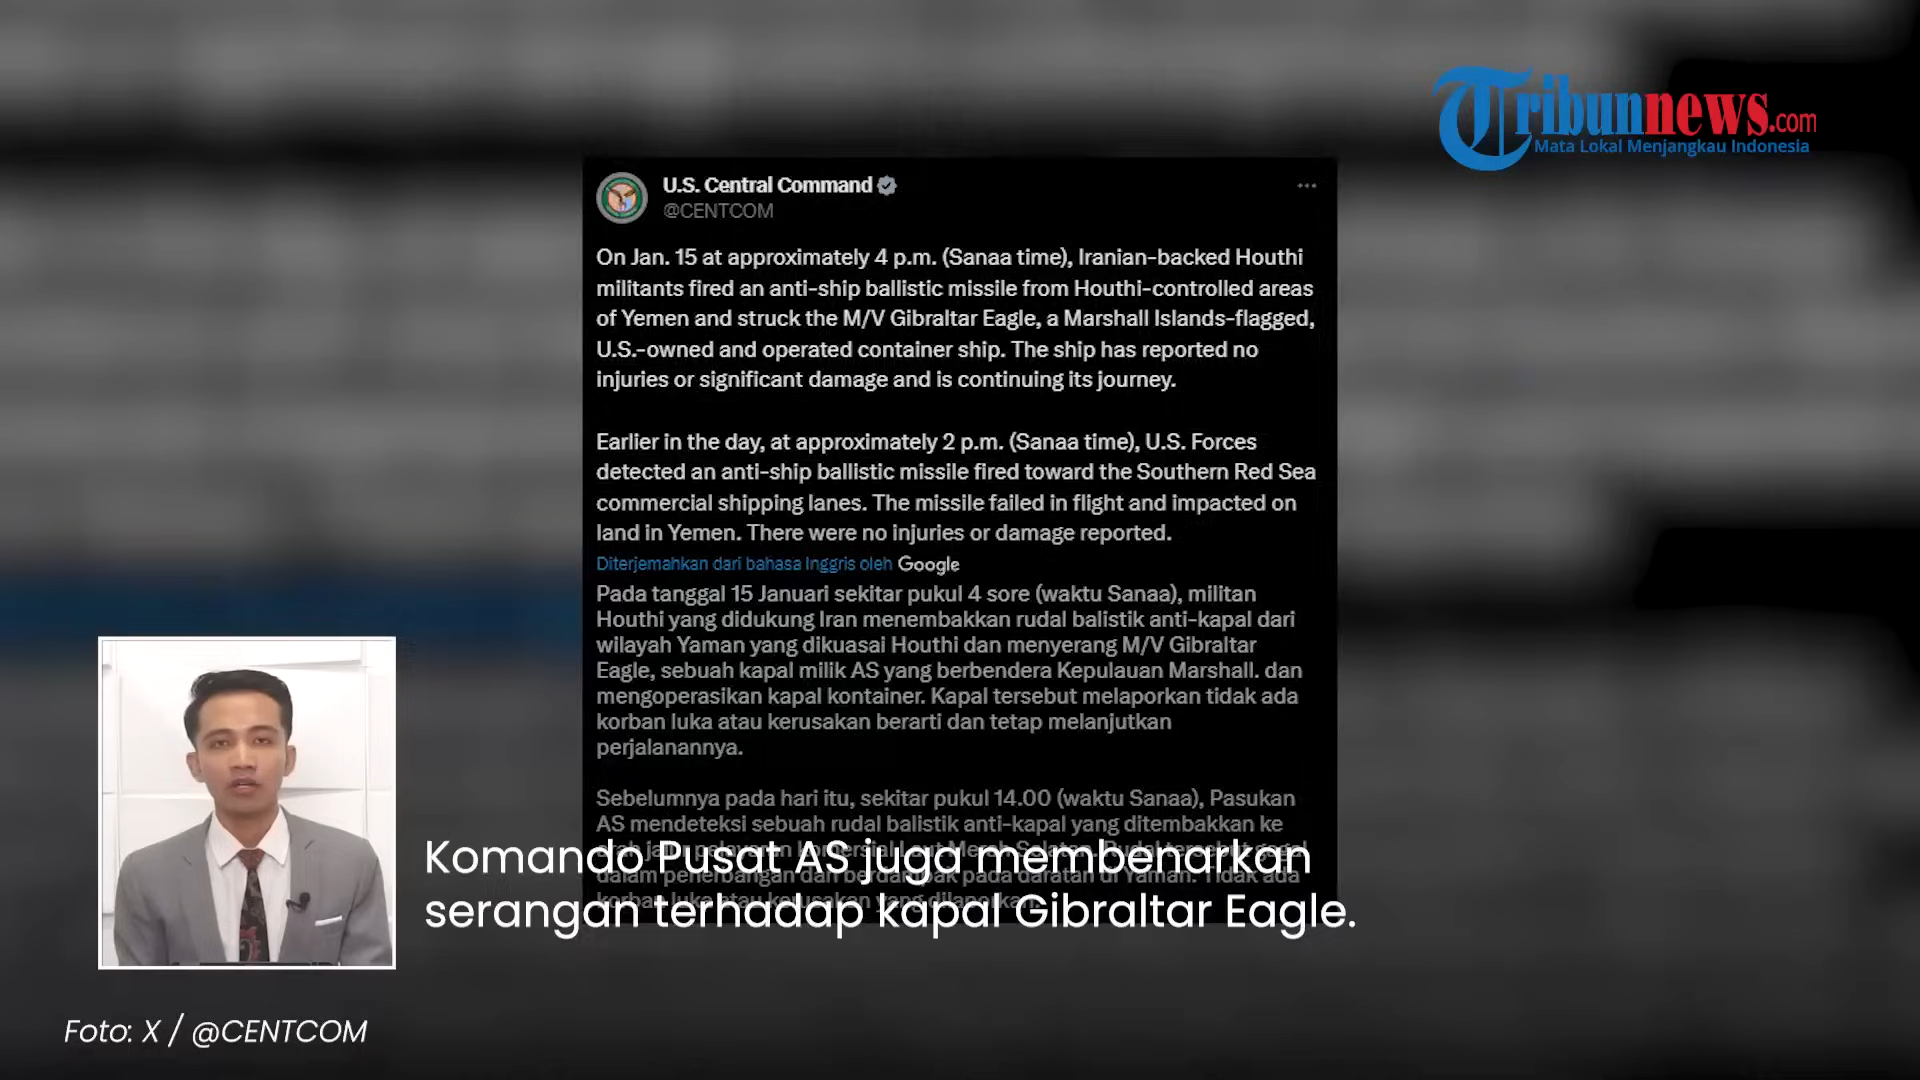 Tribunnews.com
Mata Lokal Menjangkau Indonesia
U.S. Central Command
@CENTCOM
On Jan. 15 at approximately 4 p.m. (Sanaa time), Iranian-backed Houthi
militants fired an anti-ship ballistic missile from Houthi-controlled areas
of Yemen and struck the M/V Gibraltar Eagle, a Marshall Islands-flagged,
U.S.-owned and operated container ship. The ship has reported no
injuries or significant damage and is continuing its journey.
Earlier in the day, at approximately 2 p.m. (Sanaa time), U.S. Forces
detected an anti-ship ballistic missile fired toward the Southern Red Sea
commercial shipping lanes. The missile failed in flight and impacted on
land in Yemen. There were no injuries or damage reported.
Diterjemahkan dari bahasa Inggris oleh Google
Pada tanggal 15 Januari sekitar pukul 4 sore (waktu Sanaa), militan
Houthi yang didukung Iran menembakkan rudal balistik anti-kapal dari
wilayah Yaman yang dikuasai Houthi dan menyerang M/V Gibraltar
Eagle, sebuah kapal milik AS yang berbendera Kepulauan Marshall. dan
mengoperasikan kapal kontainer. Kapal tersebut melaporkan tidak ada
korban luka atau kerusakan berarti dan tetap melanjutkan
perjalanannya.
Sebelumnya pada hari itu, sekitar pukul 14.00 (waktu Sanaa), Pasukan
AS mendeteksi sebuah rudal balistik anti-kapal yang ditembakkan ke
dalam penerbangan dan berdampak pada daratan di Yaman. Tidak ada
Komando Pusat AS juga membenarkan
serangan terhadap kapal Gibraltar Eagle.
Foto: X / @CENTCOM